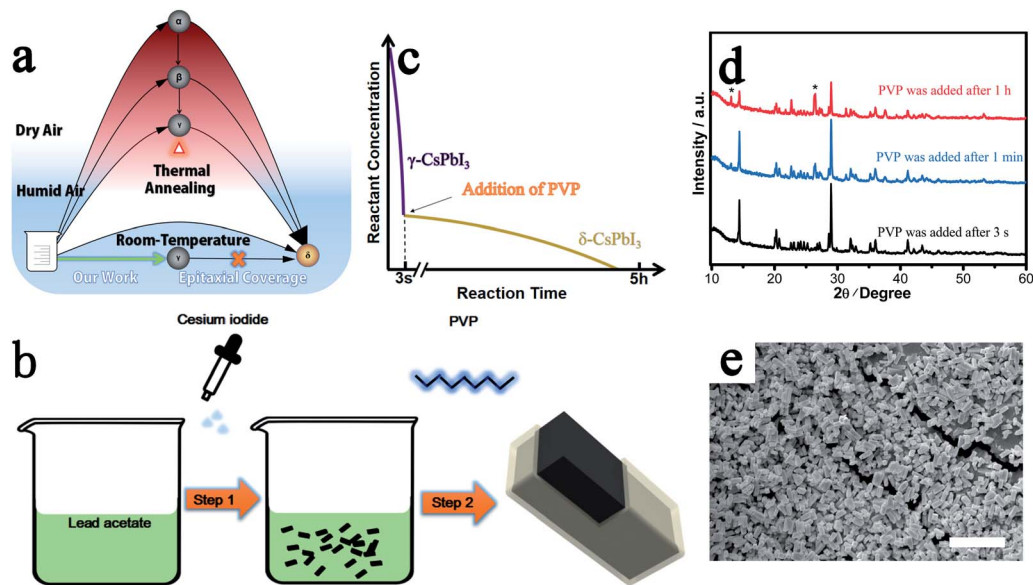 a
α
β
γ
Dry Air
Thermal
Annealing
Humid Air
Room-Temperature
γ
δ
Our Work
Epitaxial Coverage
c
Reactant Concentration
γ-CsPbI3
Addition of PVP
δ-CsPbI3
3s
5h
Reaction Time
d
Intensity / a.u.
*
*
PVP was added after 1 h
PVP was added after 1 min
PVP was added after 3 s
10
20
30
40
50
60
2θ/Degree
b
Cesium iodide
PVP
Lead acetate
Step 1
Step 2
e